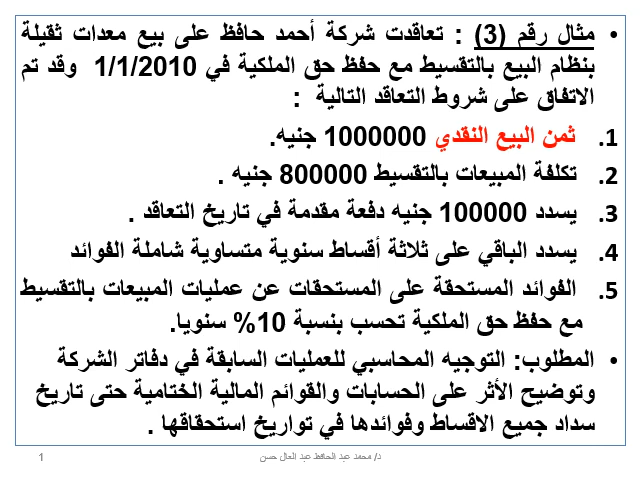 • مثال رقم (3) : تعاقدت شركة أحمد حافظ على بيع معدات ثقيلة
بنظام البيع بالتقسيط مع حفظ حق الملكية في 1/1/2010 وقد تم
الاتفاق على شروط التعاقد التالية :
1. ثمن البيع النقدي 1000000 جنيه.
2. تكلفة المبيعات بالتقسيط 800000 جنيه .
3. يسدد 100000 جنيه دفعة مقدمة في تاريخ التعاقد .
4. يسدد الباقي على ثلاثة أقساط سنوية متساوية شاملة الفوائد
5. الفوائد المستحقة على المستحقات عن عمليات المبيعات بالتقسيط
مع حفظ حق الملكية تحسب بنسبة 10% سنويا.
• المطلوب: التوجيه المحاسبي للعمليات السابقة في دفاتر الشركة
وتوضيح الأثر على الحسابات والقوائم المالية الختامية حتى تاريخ
سداد جميع الاقساط وفوائدها في تواريخ استحقاقها .
د/ محمد عبد الحافظ عبد العال حسن
1